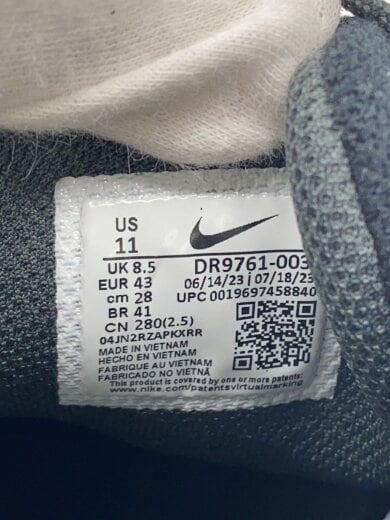 US
11
UK 8.5
EUR 43
cm 28
BR 41
CN 280(2.5)
DR9761-003
06/14/23 | 07/18/23
UPC 0019697458840
04JN2RZAPKXRR
MADE IN VIETNAM
HECHO EN VIETNAM
FABRIQUE AU VIETNAM
FABRICADO NO VIETNÃ
This product is covered by one or more patents:
www.nike.com/patentsvirtualmarking